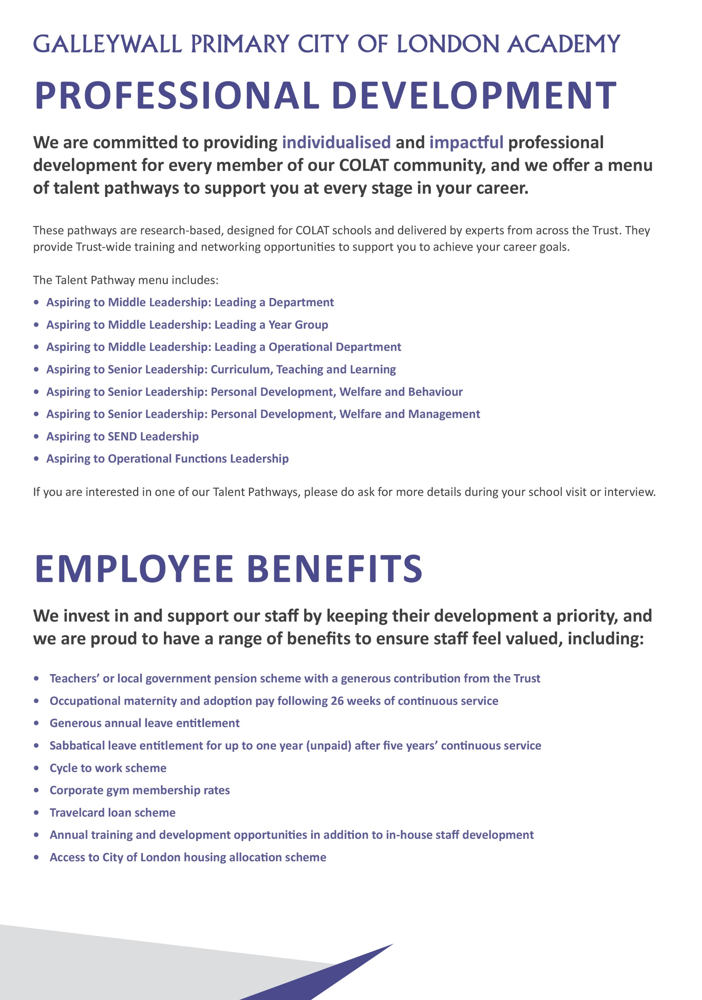 GALLEYWALL PRIMARY CITY OF LONDON ACADEMY
PROFESSIONAL DEVELOPMENT
We are committed to providing individualised and impactful professional
development for every member of our COLAT community, and we offer a menu
of talent pathways to support you at every stage in your career.
These pathways are research-based, designed for COLAT schools and delivered by experts from across the Trust. They
provide Trust-wide training and networking opportunities to support you to achieve your career goals.
The Talent Pathway menu includes:
• Aspiring to Middle Leadership: Leading a Department
• Aspiring to Middle Leadership: Leading a Year Group
• Aspiring to Middle Leadership: Leading a Operational Department
• Aspiring to Senior Leadership: Curriculum, Teaching and Learning
• Aspiring to Senior Leadership: Personal Development, Welfare and Behaviour
• Aspiring to Senior Leadership: Personal Development, Welfare and Management
• Aspiring to SEND Leadership
• Aspiring to Operational Functions Leadership
If you are interested in one of our Talent Pathways, please do ask for more details during your school visit or interview.
EMPLOYEE BENEFITS
We invest in and support our staff by keeping their development a priority, and
we are proud to have a range of benefits to ensure staff feel valued, including:
• Teachers’ or local government pension scheme with a generous contribution from the Trust
• Occupational maternity and adoption pay following 26 weeks of continuous service
• Generous annual leave entitlement
• Sabbatical leave entitlement for up to one year (unpaid) after five years’ continuous service
• Cycle to work scheme
• Corporate gym membership rates
• Travelcard loan scheme
• Annual training and development opportunities in addition to in-house staff development
• Access to City of London housing allocation scheme